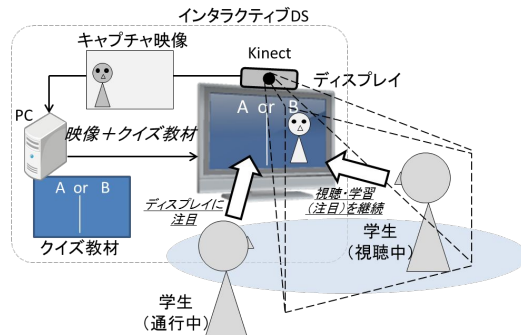 インタラクティブDS
キャプチャ映像
Kinect
ディスプレイ
PC
映像+クイズ教材
A or B
A or B
クイズ教材
ディスプレイに
注目
視聴・学習
(注目)を継続
学生
(視聴中)
学生
(通行中)